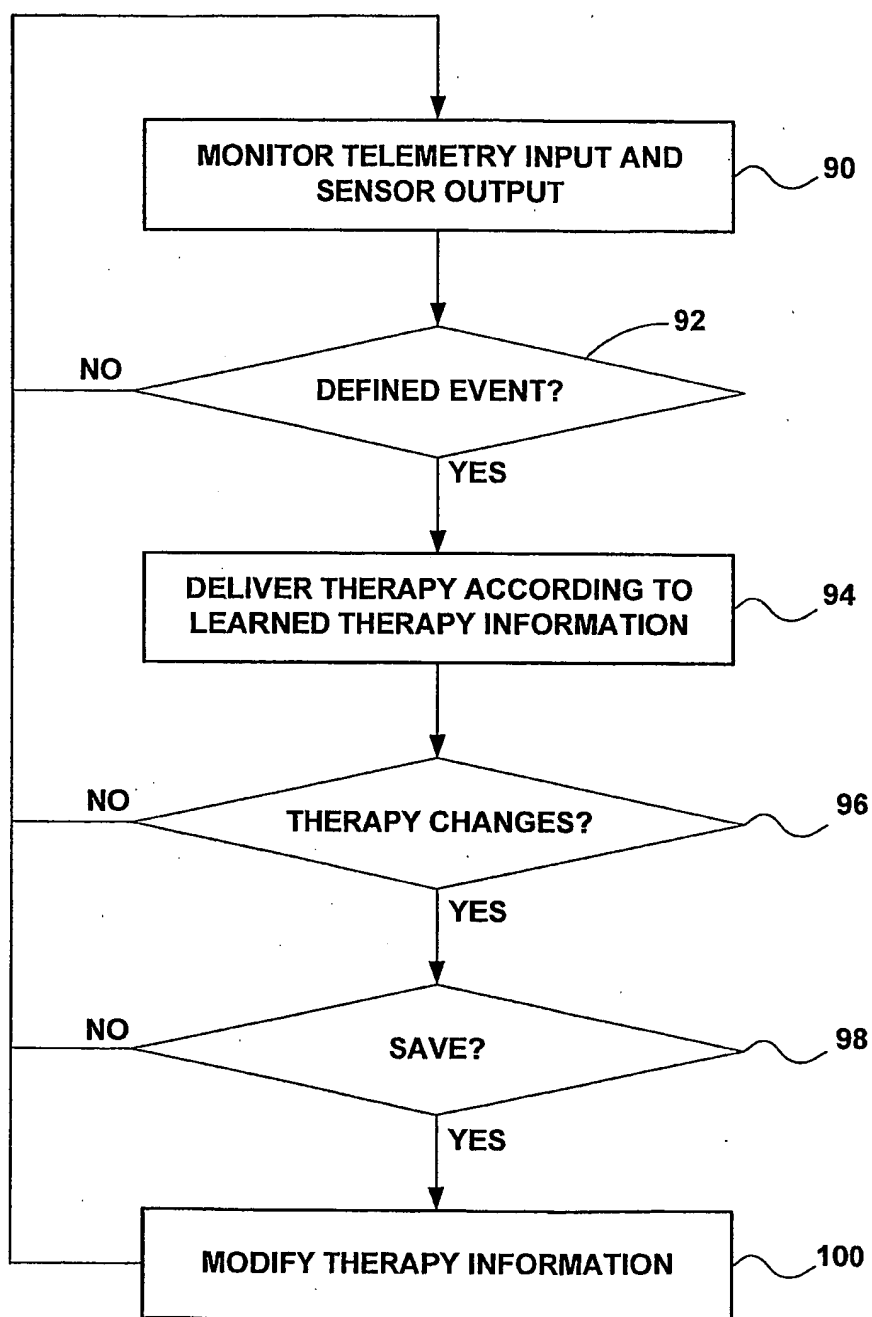 MONITOR TELEMETRY INPUT AND
SENSOR OUTPUT
90
92
NO
DEFINED EVENT?
YES
DELIVER THERAPY ACCORDING TO
LEARNED THERAPY INFORMATION
94
NO
THERAPY CHANGES?
96
YES
NO
SAVE?
98
YES
MODIFY THERAPY INFORMATION
100